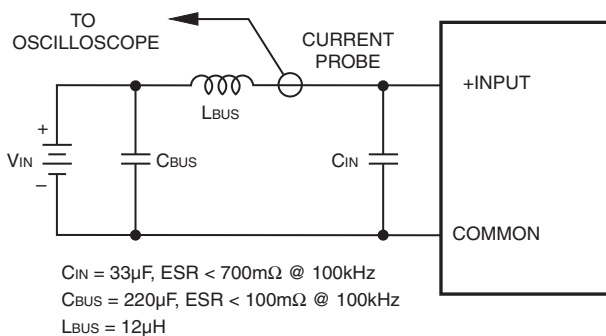 TO
OSCILLOSCOPE
CURRENT
PROBE
+INPUT
LBUS
+
VIN
–
CBUS
CIN
COMMON
CIN = 33µF, ESR < 700mΩ @ 100kHz
CBUS = 220µF, ESR < 100mΩ @ 100kHz
LBUS = 12µH